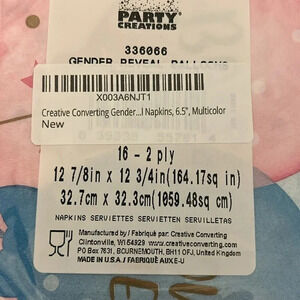 PARTY
CREATIONS
336066
GENDER REVEAL BALLOONS
X003A6NJT1
Creative Converting Gender...l Napkins, 6.5", Multicolor
New
16 - 2 ply
12 7/8in x 12 3/4in(164.17sq in)
32.7cm x 32.3cm(1059.48sq cm)
NAPKINS SERVIETTES SERVIETTEN SERVILLETAS
Manufactured by / Fabriqué par: Creative Converting
Clintonville, WI 54929 www.creativeconverting.com
PO Box 7631, BOURNEMOUTH, BH11 0FJ, United Kingdom
MADE IN U.S.A. / FABRIQUÉ AUX E-U